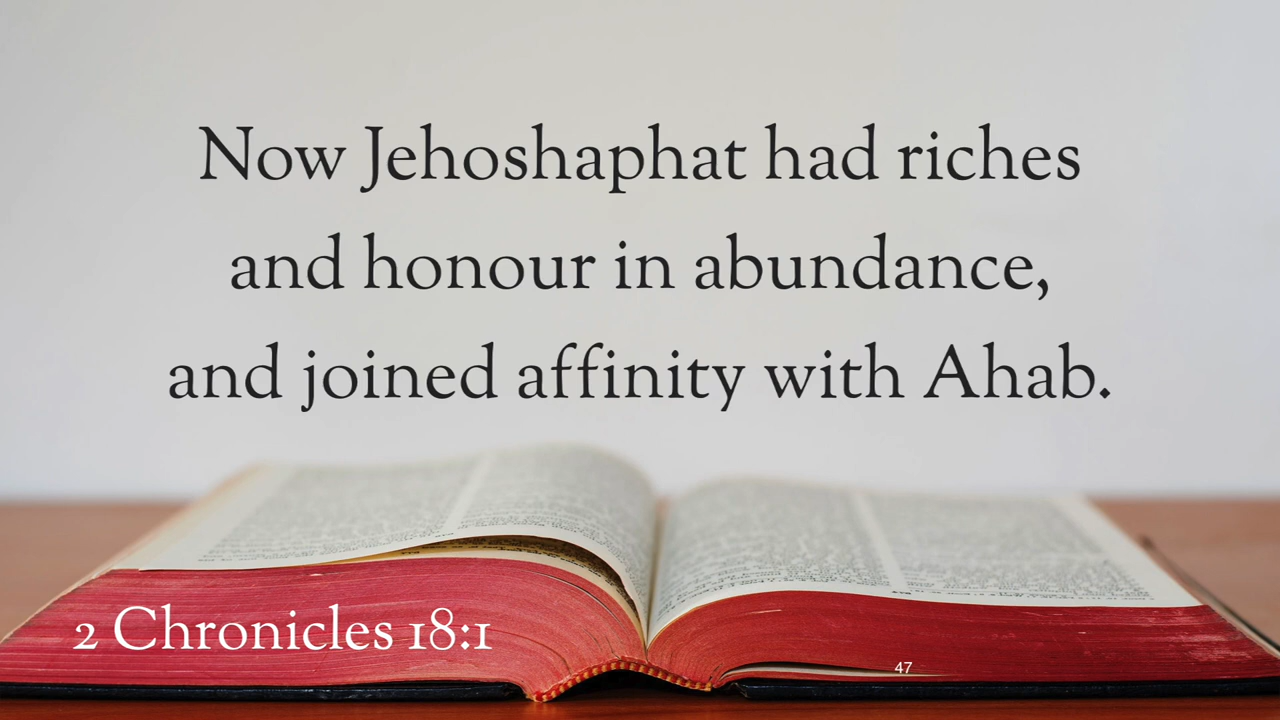 Now Jehoshaphat had riches
and honour in abundance,
and joined affinity with Ahab.
2 Chronicles 18:1
47